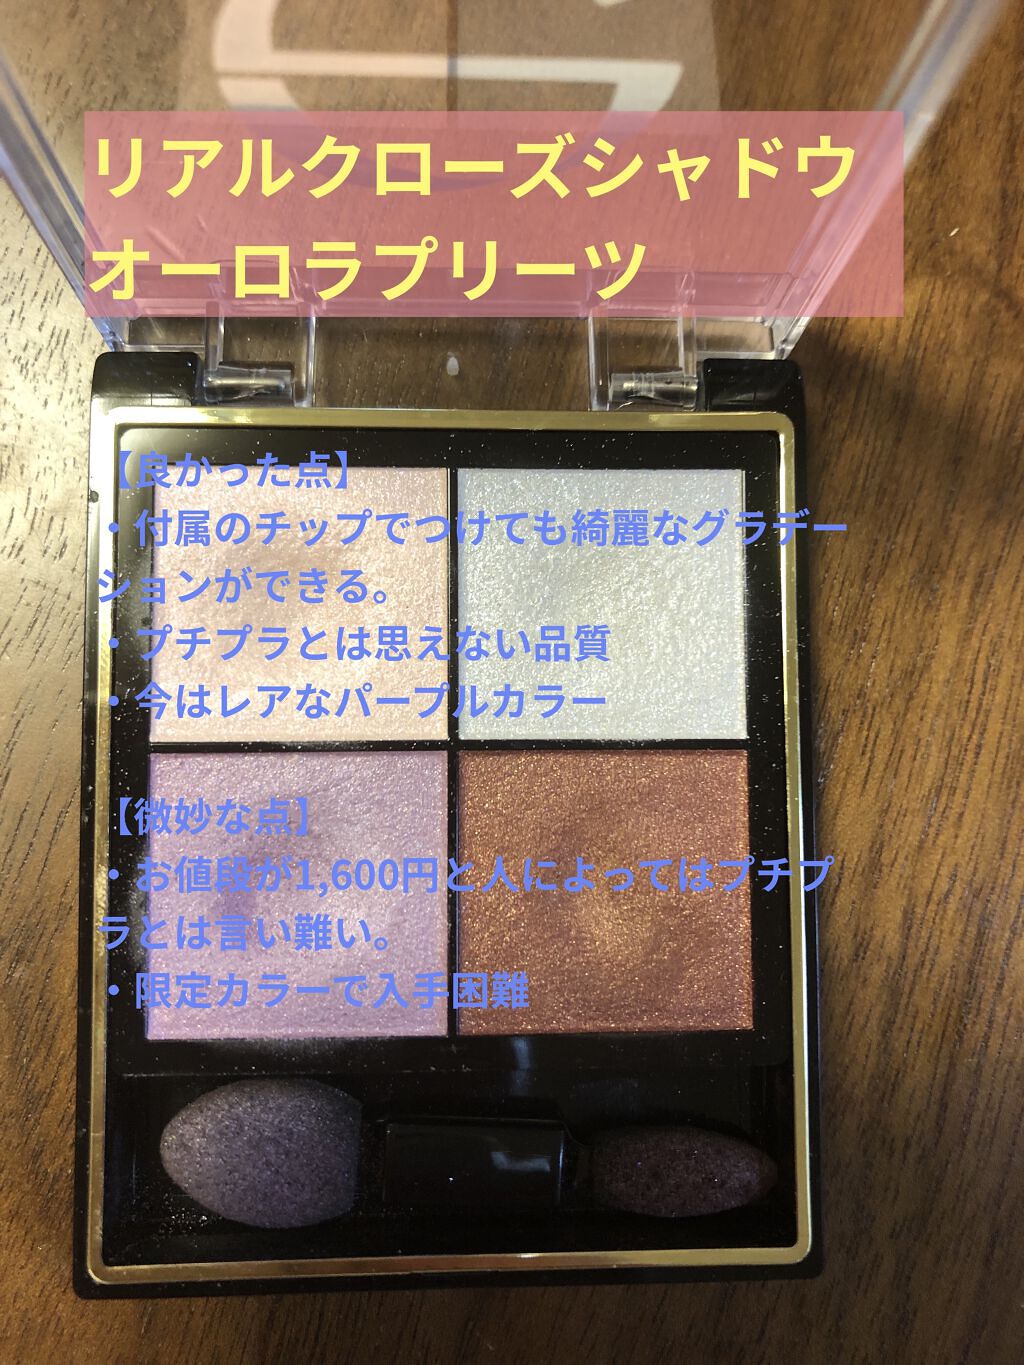 リアルクローズシャドウ
オーロラプリーツ
【良かった点】
・付属のチップでつけても綺麗なグラデー
ションができる。
・プチプラとは思えない品質
・今はレアなパープルカラー
【微妙な点】
・お値段が1,600円と人によってはプチプ
ラとは言い難い。
・限定カラーで入手困難